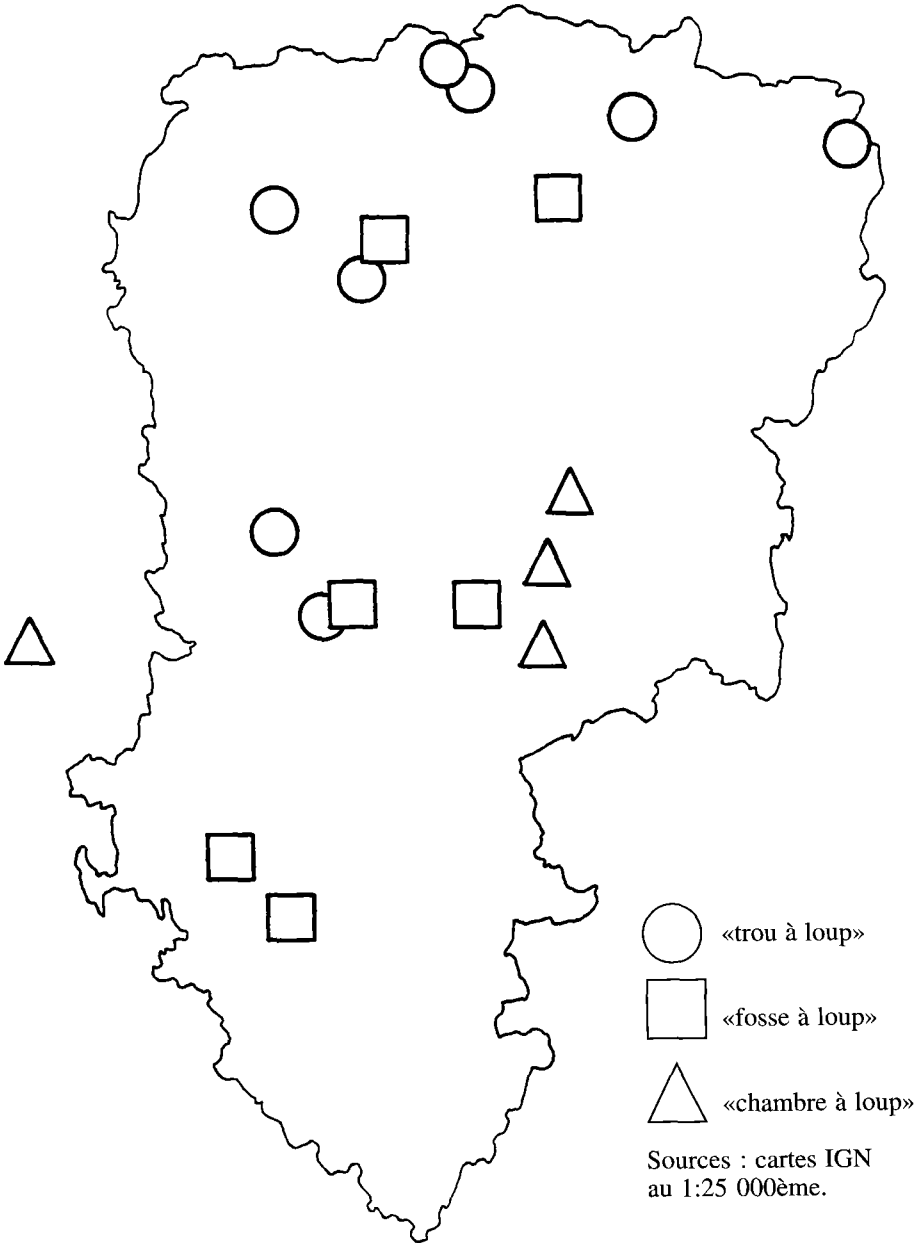 «trou à loup»
«fosse à loup»
«chambre à loup»
Sources : cartes IGN
au 1:25 000ème.